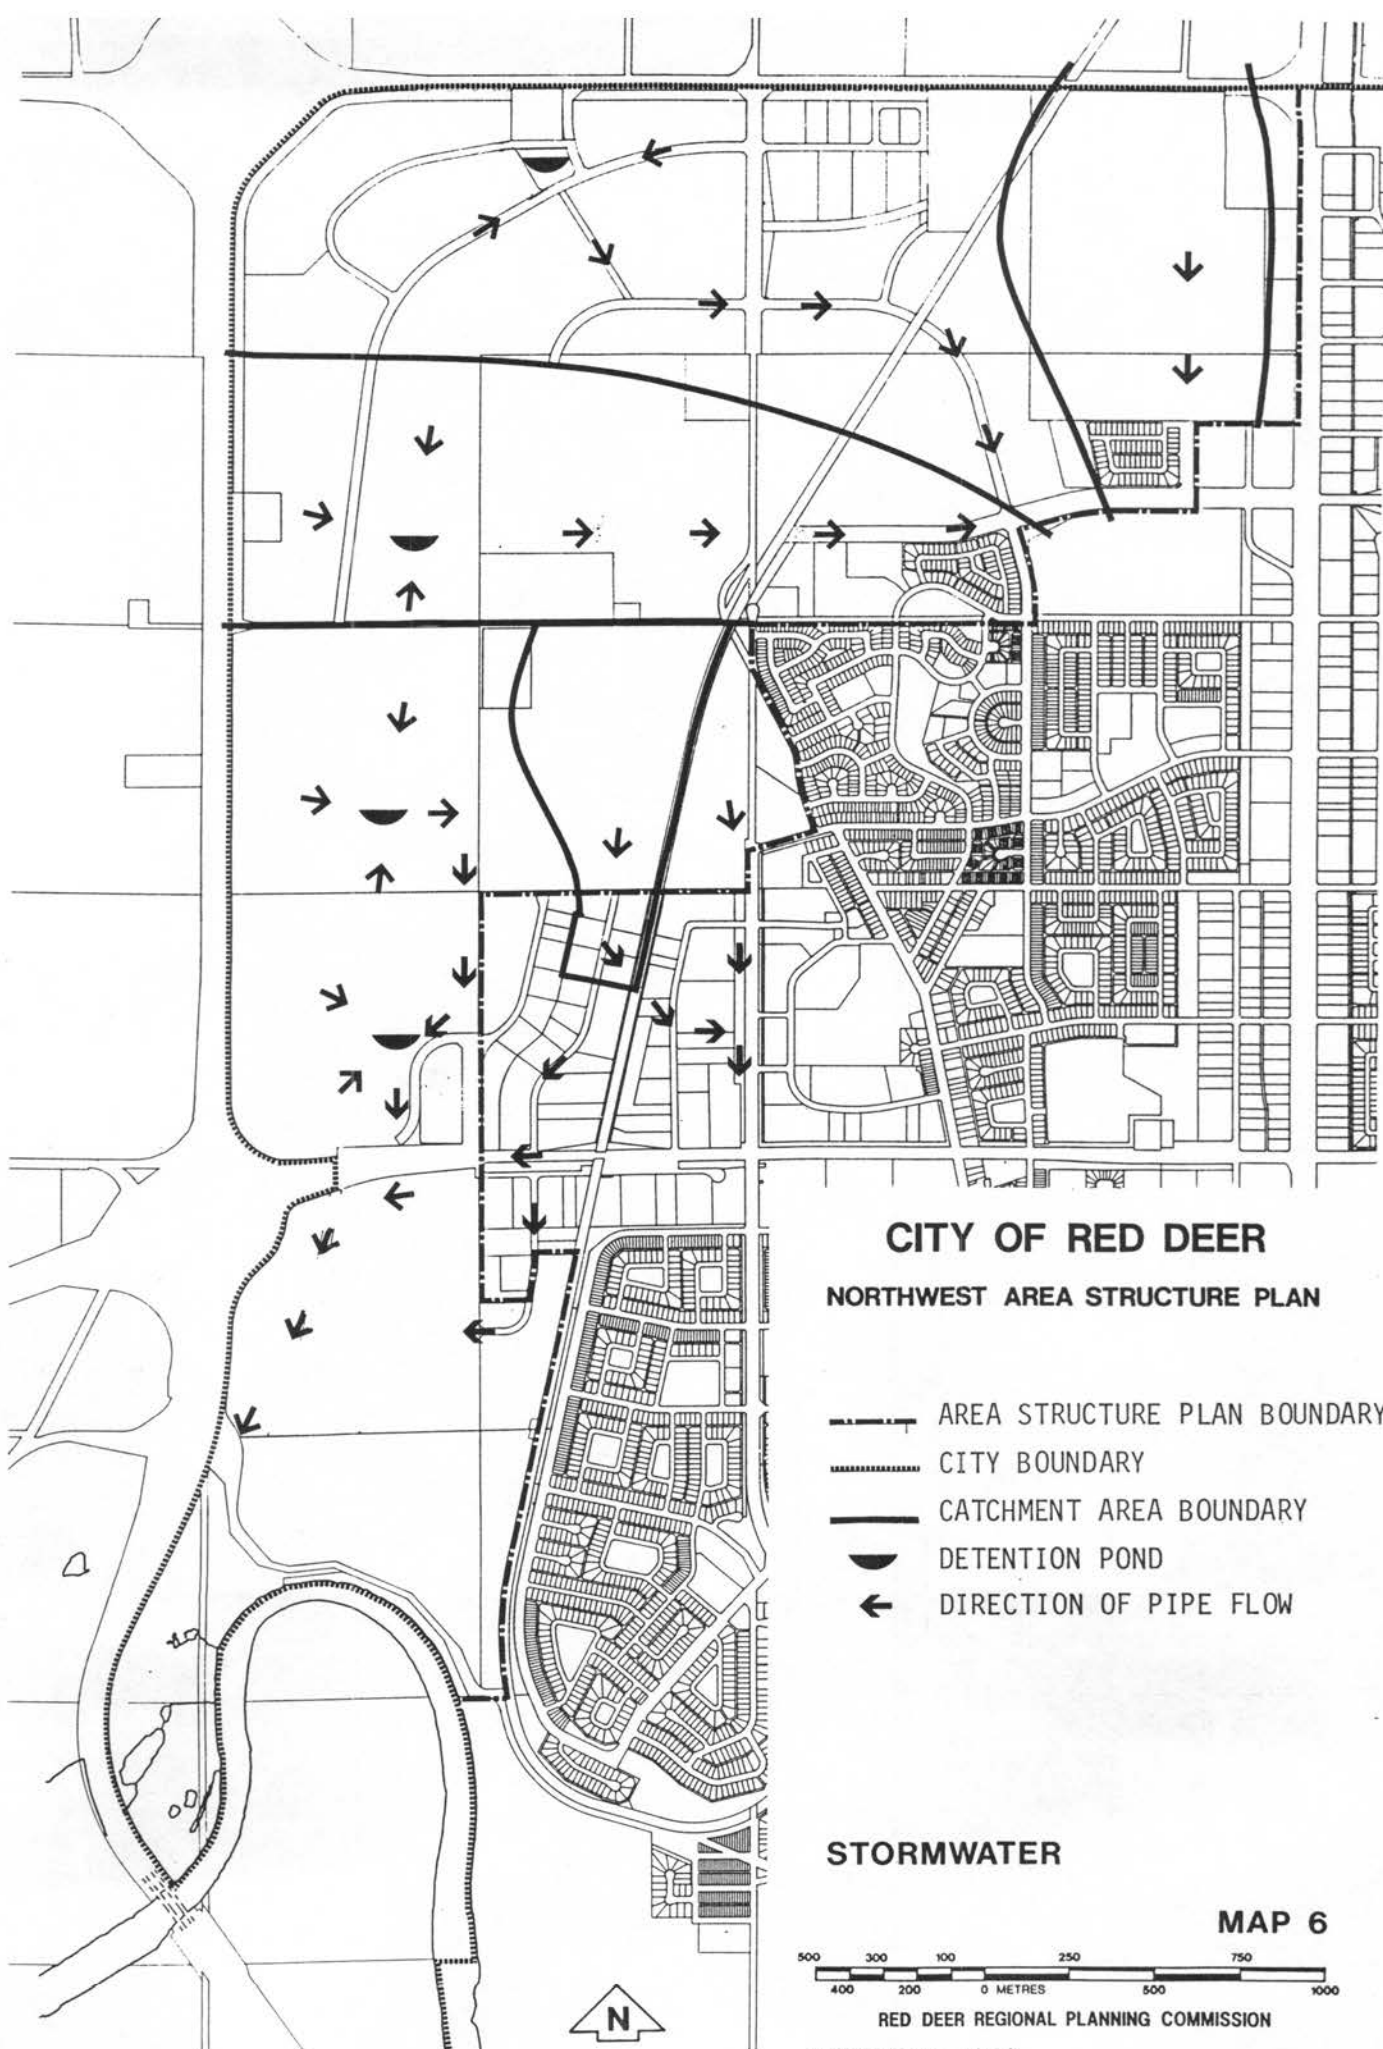 CITY OF RED DEER
NORTHWEST AREA STRUCTURE PLAN
AREA STRUCTURE PLAN BOUNDARY
CITY BOUNDARY
CATCHMENT AREA BOUNDARY
DETENTION POND
DIRECTION OF PIPE FLOW
STORMWATER
MAP 6
500 300 100 250 750
400 200 0 METRES 500 1000
RED DEER REGIONAL PLANNING COMMISSION
N